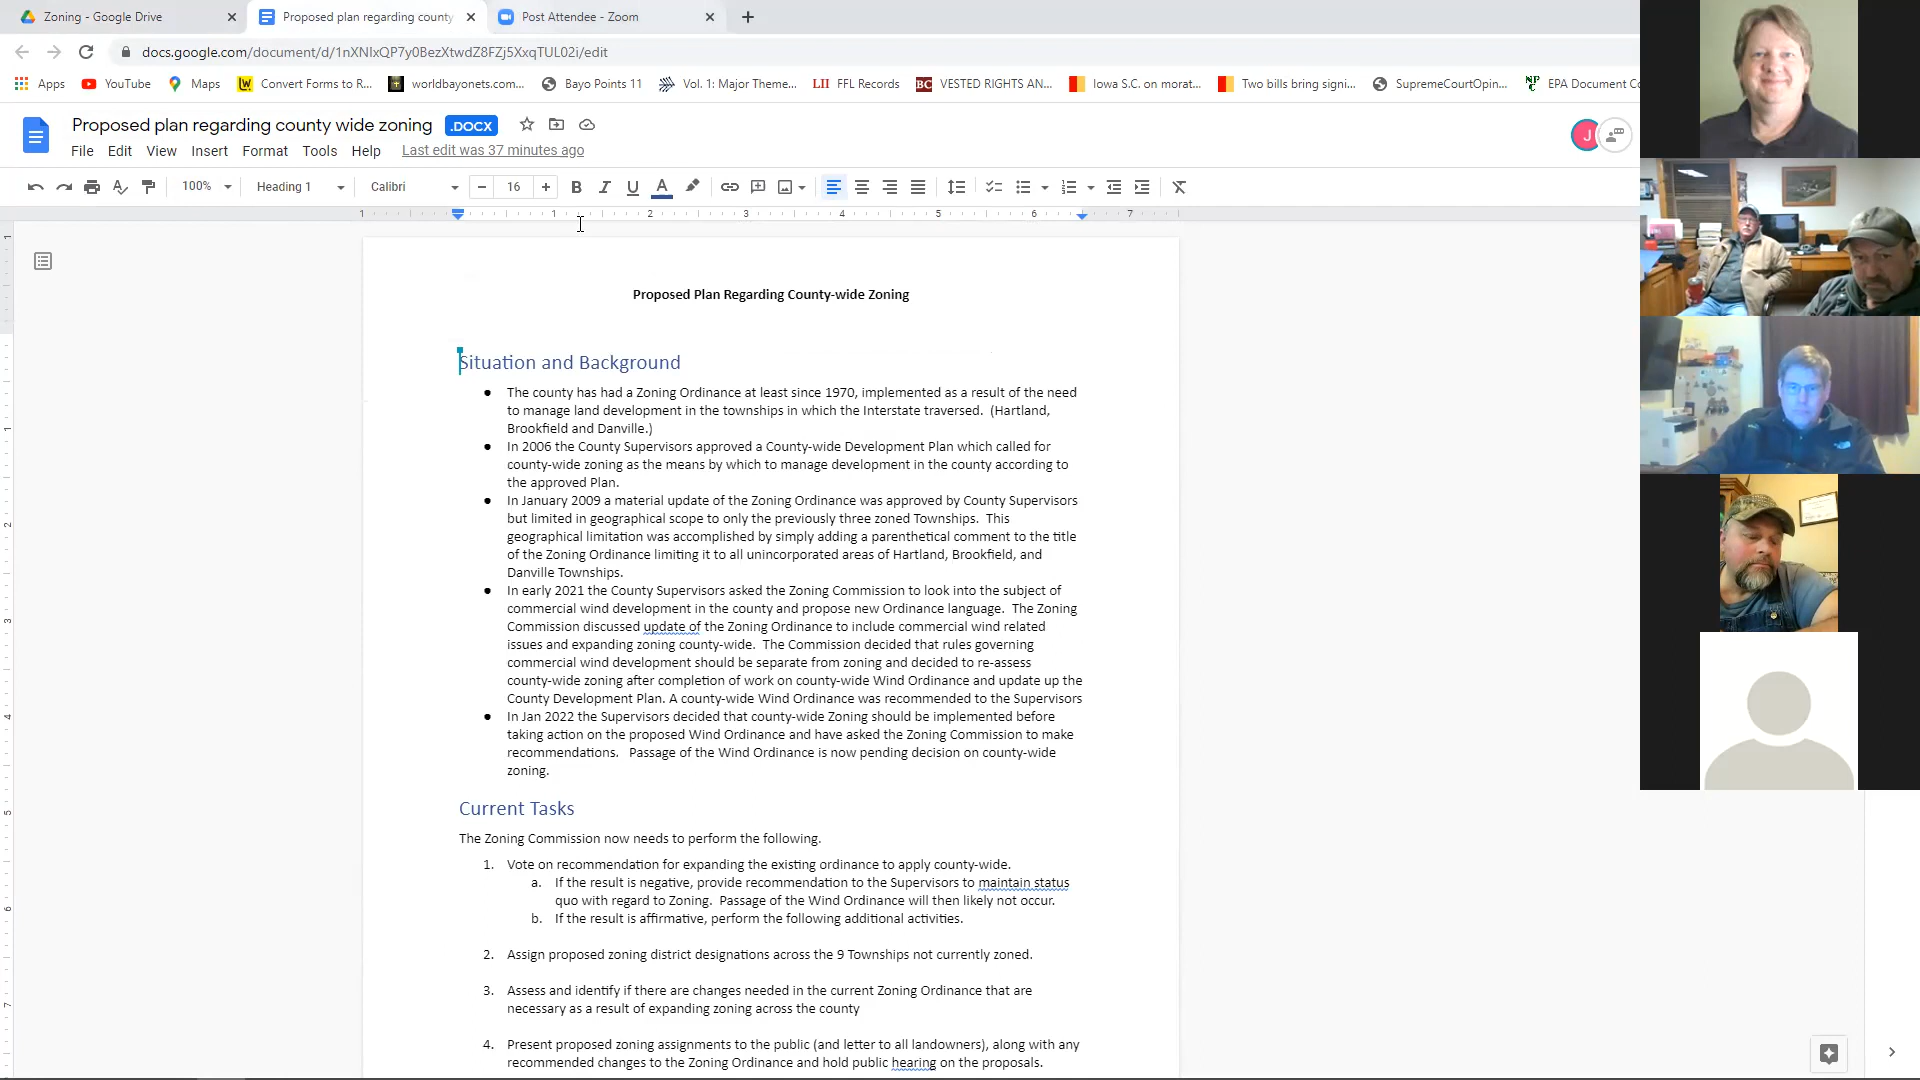 Zoning - Google Drive
Proposed plan regarding county
Post Attendee - Zoom
docs.google.com/document/d/1nXNlxQP7y0BezXtwdZ8FZj5XxqTUL02i/edit
Apps YouTube Maps Convert Forms to R... worldbayonets.com... Bayo Points 11 Vol. 1: Major Theme... LII FFL Records BC VESTED RIGHTS AN... Iowa S.C. on morat... Two bills bring signi... SupremeCourtOpin... EPA Document Co
Proposed plan regarding county wide zoning .DOCX
File Edit View Insert Format Tools Help Last edit was 37 minutes ago
J
100% Heading 1 Calibri 16 B I U A
1 1 2 3 4 5 6 7
Proposed Plan Regarding County-wide Zoning
Situation and Background
● The county has had a Zoning Ordinance at least since 1970, implemented as a result of the need
to manage land development in the townships in which the Interstate traversed. (Hartland,
Brookfield and Danville.)
● In 2006 the County Supervisors approved a County-wide Development Plan which called for
county-wide zoning as the means by which to manage development in the county according to
the approved Plan.
● In January 2009 a material update of the Zoning Ordinance was approved by County Supervisors
but limited in geographical scope to only the previously three zoned Townships. This
geographical limitation was accomplished by simply adding a parenthetical comment to the title
of the Zoning Ordinance limiting it to all unincorporated areas of Hartland, Brookfield, and
Danville Townships.
● In early 2021 the County Supervisors asked the Zoning Commission to look into the subject of
commercial wind development in the county and propose new Ordinance language. The Zoning
Commission discussed update of the Zoning Ordinance to include commercial wind related
issues and expanding zoning county-wide. The Commission decided that rules governing
commercial wind development should be separate from zoning and decided to re-assess
county-wide zoning after completion of work on county-wide Wind Ordinance and update up the
County Development Plan. A county-wide Wind Ordinance was recommended to the Supervisors
● In Jan 2022 the Supervisors decided that county-wide Zoning should be implemented before
taking action on the proposed Wind Ordinance and have asked the Zoning Commission to make
recommendations. Passage of the Wind Ordinance is now pending decision on county-wide
zoning.
Current Tasks
The Zoning Commission now needs to perform the following.
1. Vote on recommendation for expanding the existing ordinance to apply county-wide.
a. If the result is negative, provide recommendation to the Supervisors to maintain status
quo with regard to Zoning. Passage of the Wind Ordinance will then likely not occur.
b. If the result is affirmative, perform the following additional activities.
2. Assign proposed zoning district designations across the 9 Townships not currently zoned.
3. Assess and identify if there are changes needed in the current Zoning Ordinance that are
necessary as a result of expanding zoning across the county
4. Present proposed zoning assignments to the public (and letter to all landowners), along with any
recommended changes to the Zoning Ordinance and hold public hearing on the proposals.